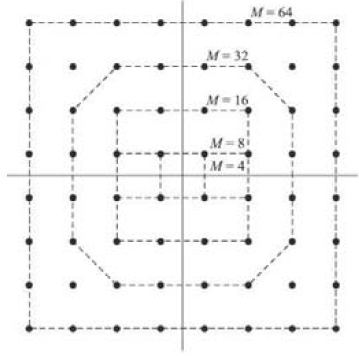 M = 64
M = 32
M = 16
M = 8
M = 4